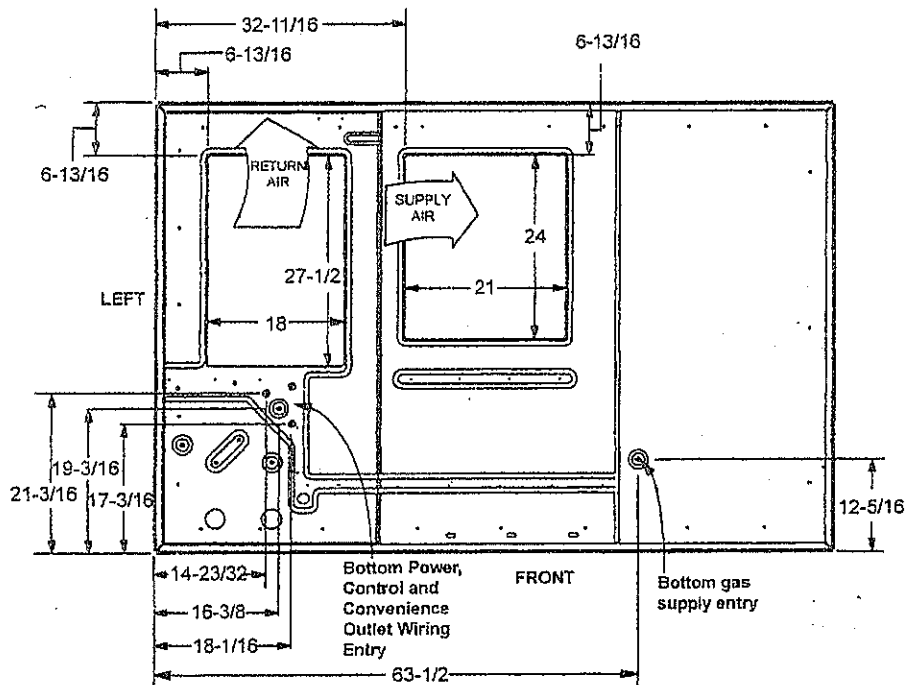 32-11/16
6-13/16
6-13/16
6-13/16
RETURN
AIR
SUPPLY
AIR
24
27-1/2
21
LEFT
18
19-3/16
21-3/16
17-3/16
12-5/16
14-23/32
Bottom Power,
Control and
Convenience
Outlet Wiring
Entry
FRONT
Bottom gas
supply entry
16-3/8
18-1/16
63-1/2